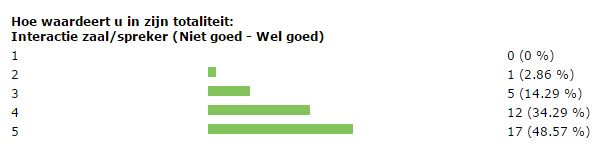 Hoe waardeert u in zijn totaliteit:
Interactie zaal/spreker (Niet goed - Wel goed)
1 0 (0 %)
2 1 (2.86 %)
3 5 (14.29 %)
4 12 (34.29 %)
5 17 (48.57 %)